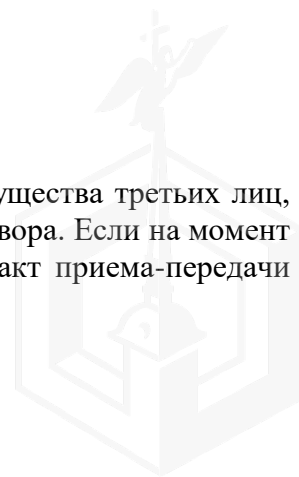 ущества третьих лиц,
вора. Если на момент
акт приема-передачи